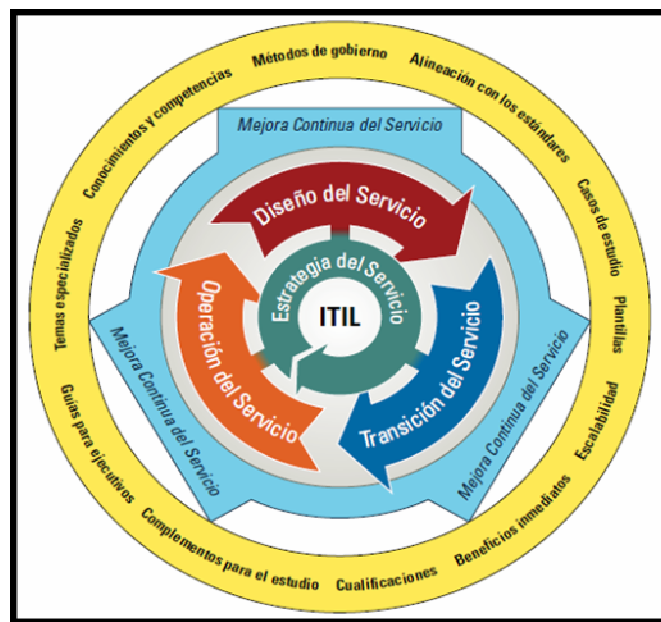 Métodos de gobierno
Alineación con los estándares
Casos de estudio
Plantillas
Escalabilidad
Beneficios inmediatos
Cualificaciones
Complementos para el estudio
Guías para ejecutivos
Temas especializados
Conocimientos y competencias
Mejora Continua del Servicio
Mejora Continua del Servicio
Mejora Continua del Servicio
Diseño del Servicio
Transición del Servicio
Operación del Servicio
Estrategia del Servicio
ITIL